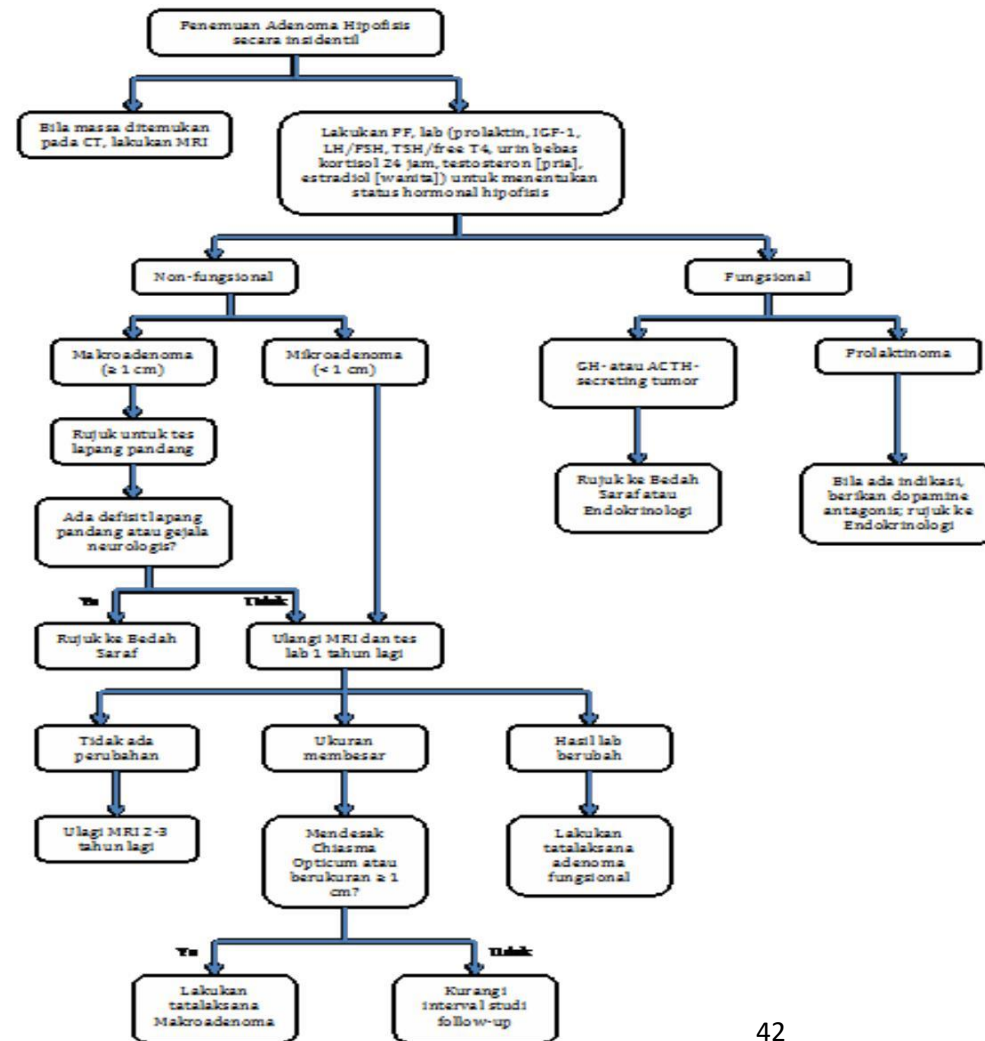 Penemuan Adenoma Hipofisis
secara insidentil
Bila massa ditemukan
pada CT, lakukan MRI
Lakukan PF, lab (prolaktin, IGF-1,
LH/FSH, TSH/free T4, urin bebas
kortisol 24 jam, testosteron [pria],
estradiol [wanita]) untuk menentukan
status hormonal hipofisis
Non-fungsional
Fungsional
Makroadenoma
(≥ 1 cm)
Mikroadenoma
(< 1 cm)
GH- atau ACTH-
secreting tumor
Prolaktinoma
Rujuk untuk tes
lapang pandang
Rujuk ke Bedah
Saraf atau
Endokrinologi
Bila ada indikasi,
berikan dopamine
antagonis; rujuk ke
Endokrinologi
Ada defisit lapang
pandang atau gejala
neurologis?
Ya
Tidak
Rujuk ke Bedah
Saraf
Ulangi MRI dan tes
lab 1 tahun lagi
Tidak ada
perubahan
Ukuran
membesar
Hasil lab
berubah
Ulagi MRI 2-3
tahun lagi
Mendesak
Chiasma
Opticum atau
berukuran ≥ 1
cm?
Lakukan
tatalaksana
adenoma
fungsional
Ya
Tidak
Lakukan
tatalaksana
Makroadenoma
Kurangi
interval studi
follow-up
42